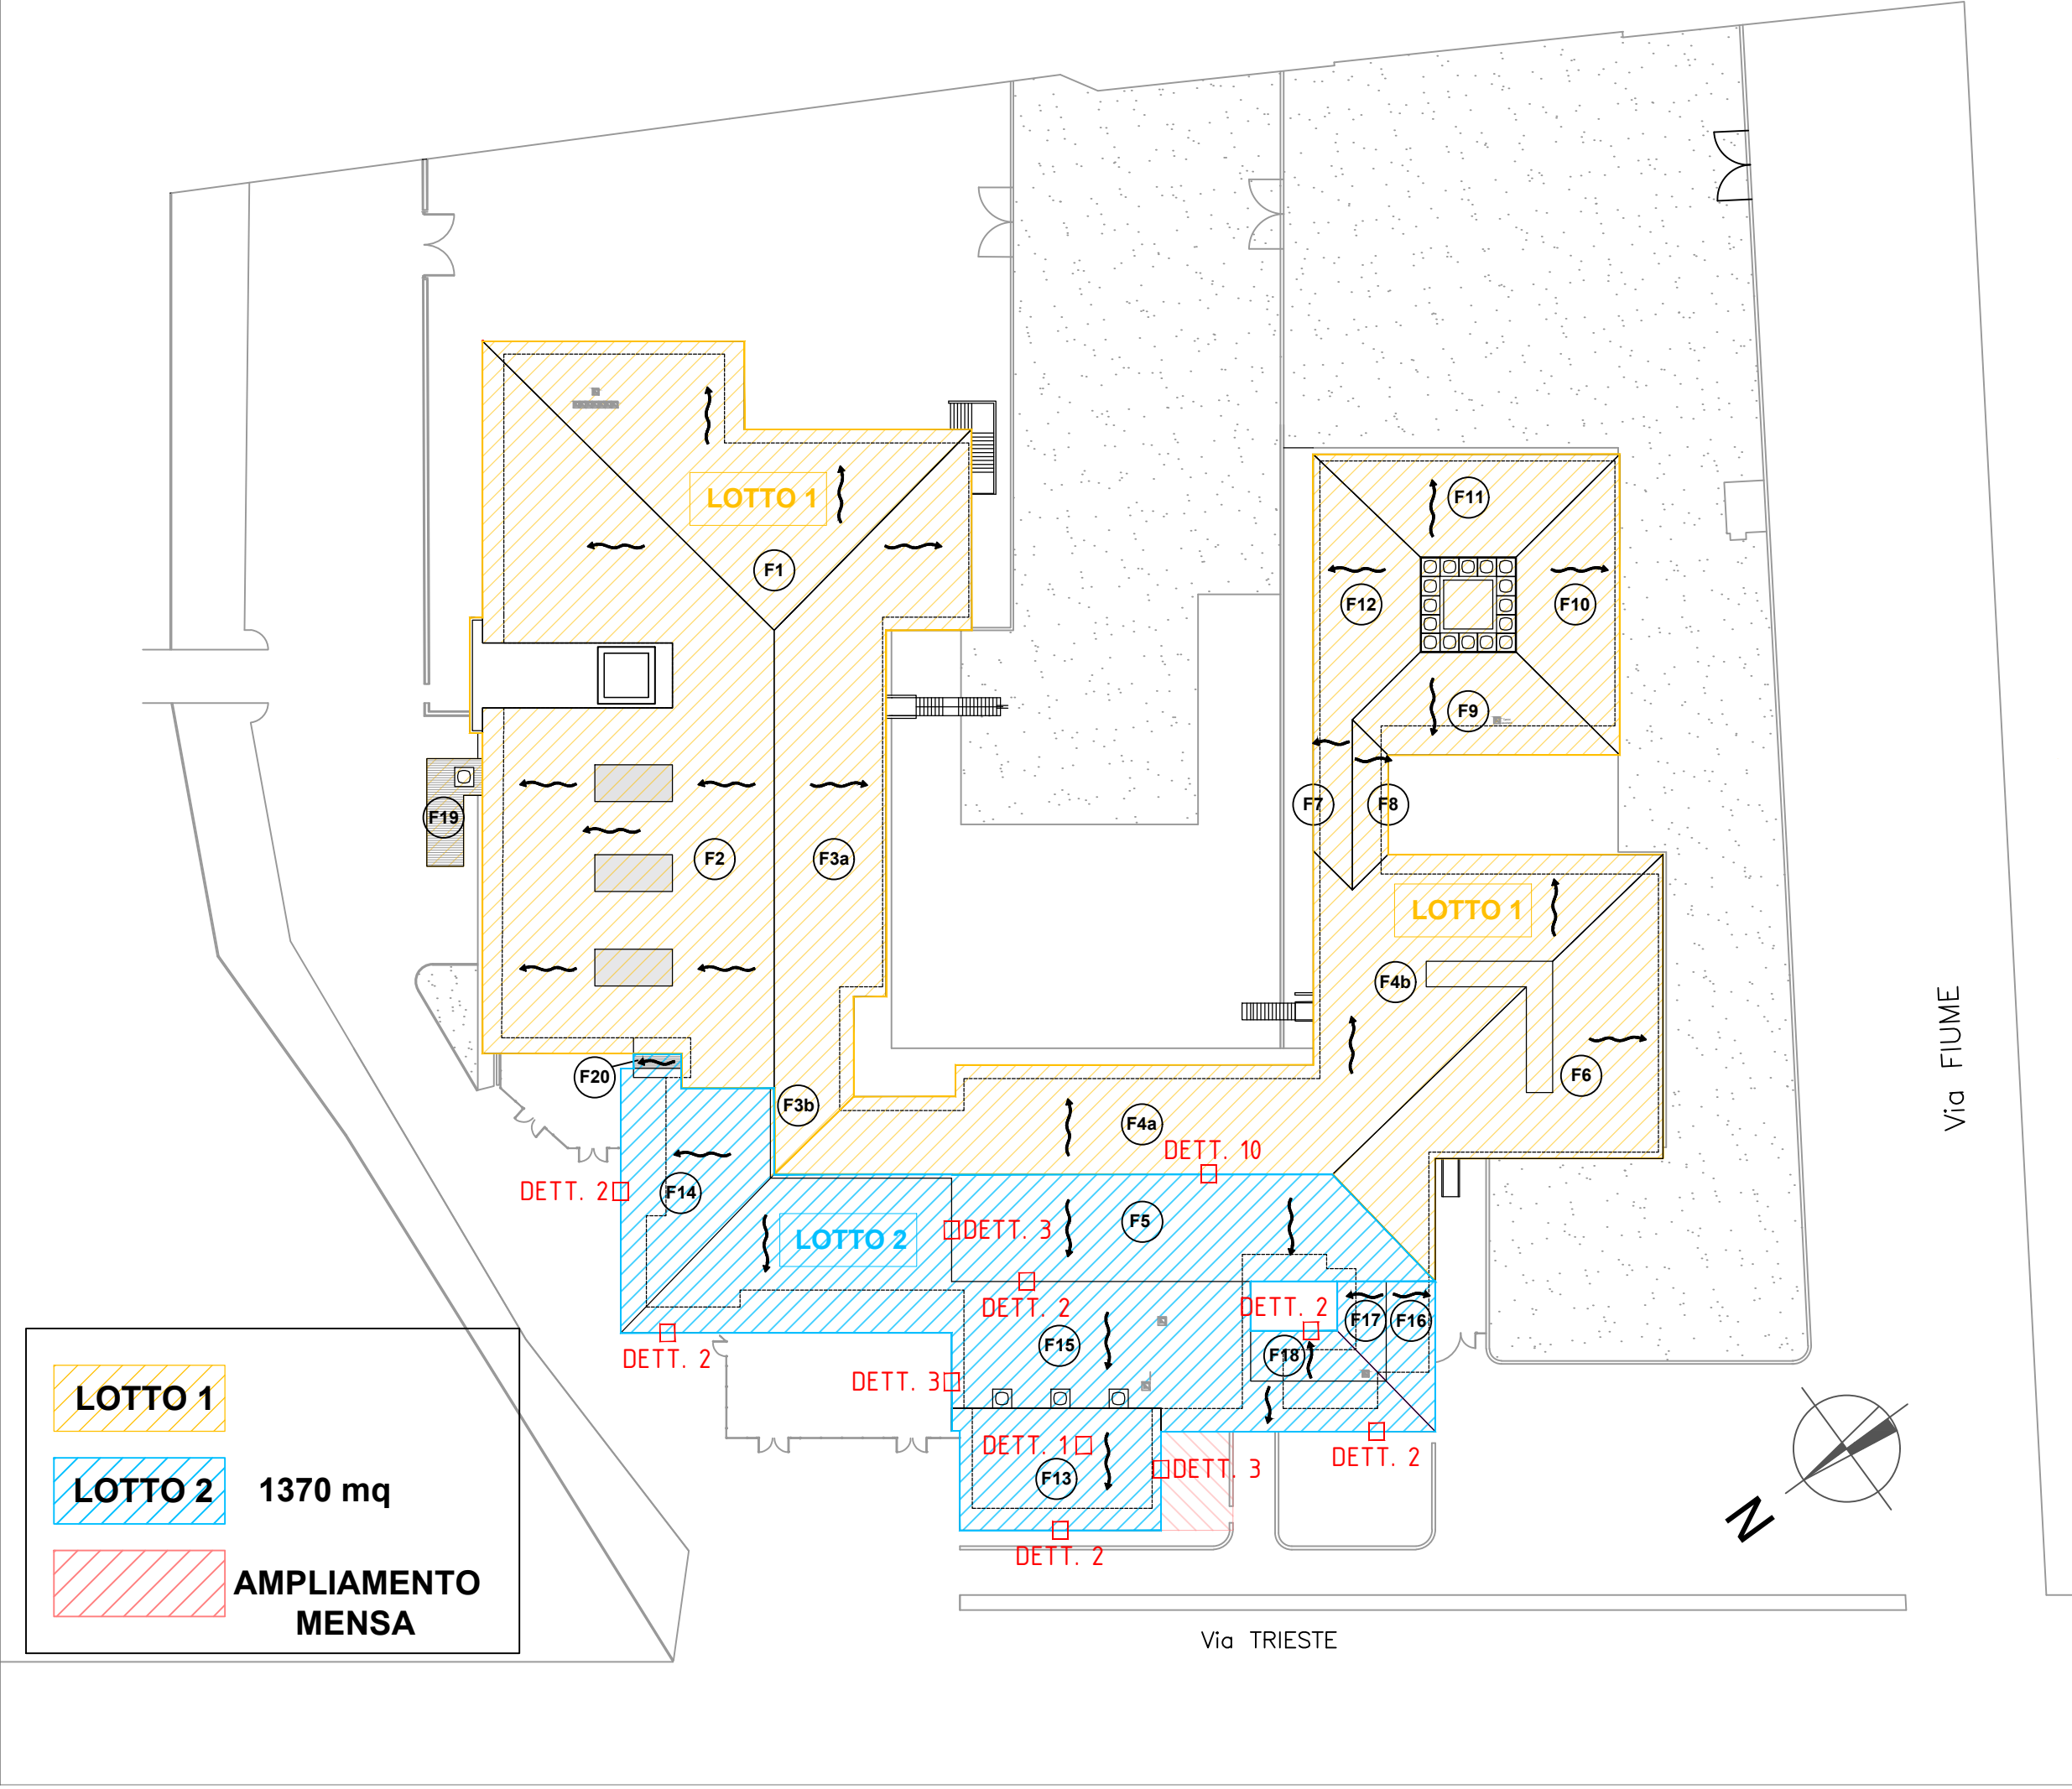 LOTTO 1
F11
F1
F12
F10
F9
F7
F8
F19
F2
F3a
LOTTO 1
F4b
F20
F6
F3b
F4a
DETT. 10
DETT. 2
F14
LOTTO 2
DETT. 3
F5
DETT. 2
DETT. 2
F17
F16
F15
F18
DETT. 2
DETT. 3
DETT. 1
F13
DETT. 3
DETT. 2
DETT. 2
Via FIUME
N
Via TRIESTE
LOTTO 1
LOTTO 2
1370 mq
AMPLIAMENTO
MENSA